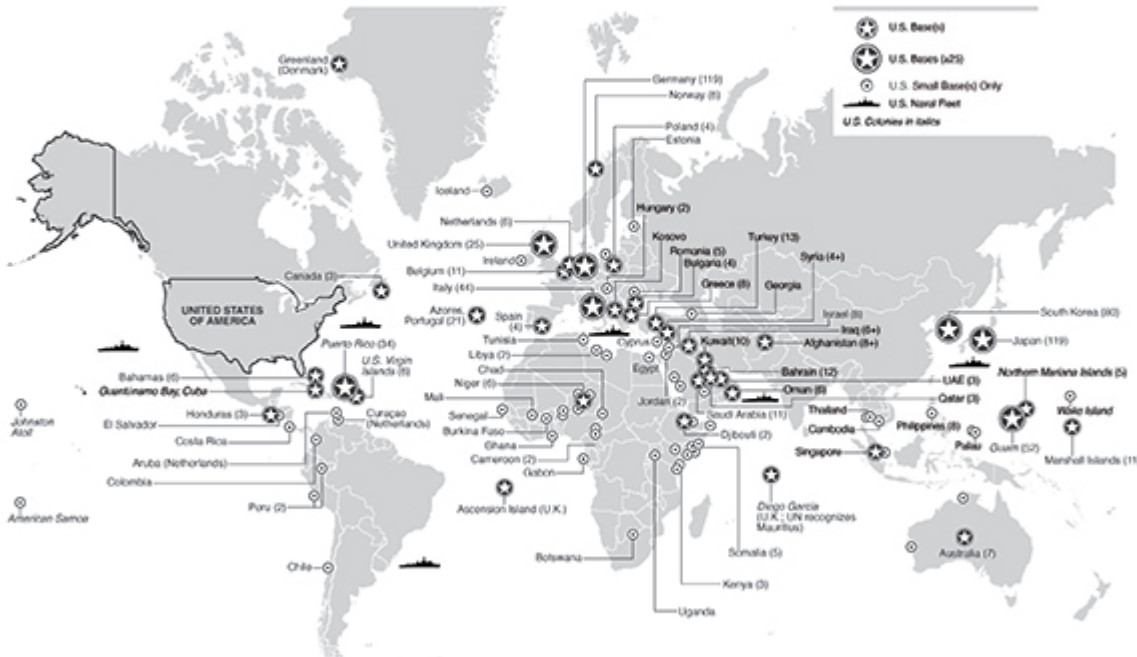 U.S. Base(s)
U.S. Bases (≥25)
U.S. Small Base(s) Only
U.S. Naval Fleet
U.S. Colonies in italics
Greenland
(Denmark)
Germany (119)
Norway (6)
Poland (4)
Estonia
Iceland
Netherlands (6)
Hungary (2)
United Kingdom (25)
Kosovo
Turkey (13)
Ireland
Romania (5)
Syria (4+)
Belgium (11)
Bulgaria (4)
Canada (3)
Italy (44)
Greece (8)
Georgia
UNITED STATES
OF AMERICA
Azores,
Portugal (21)
Spain
(4)
Israel (8)
South Korea (80)
Iraq (6+)
Tunisia
Cyprus
Kuwait(10)
Afghanistan (8+)
Japan (119)
Puerto Rico (34)
U.S. Virgin
Islands (6)
Libya (7)
Egypt
Bahrain (12)
Northern Mariana Islands (5)
Bahamas (6)
Chad
UAE (3)
Guantánamo Bay, Cuba
Niger (6)
Oman (6)
Qatar (3)
Mali
Jordan (2)
Saudi Arabia (11)
Wake Island
Johnston
Atoll
Honduras (3)
Curaçao
(Netherlands)
Senegal
Thailand
Philippines (8)
El Salvador
Burkina Faso
Djibouti (2)
Cambodia
Palau
Guam (52)
Costa Rica
Ghana
Singapore
Marshall Islands (11
Aruba (Netherlands)
Cameroon (2)
Colombia
Gabon
Peru (2)
Ascension Island (U.K.)
Diego Garcia
(U.K.; UN recognizes
Mauritius)
American Samoa
Botswana
Somalia (5)
Australia (7)
Chile
Kenya (3)
Uganda